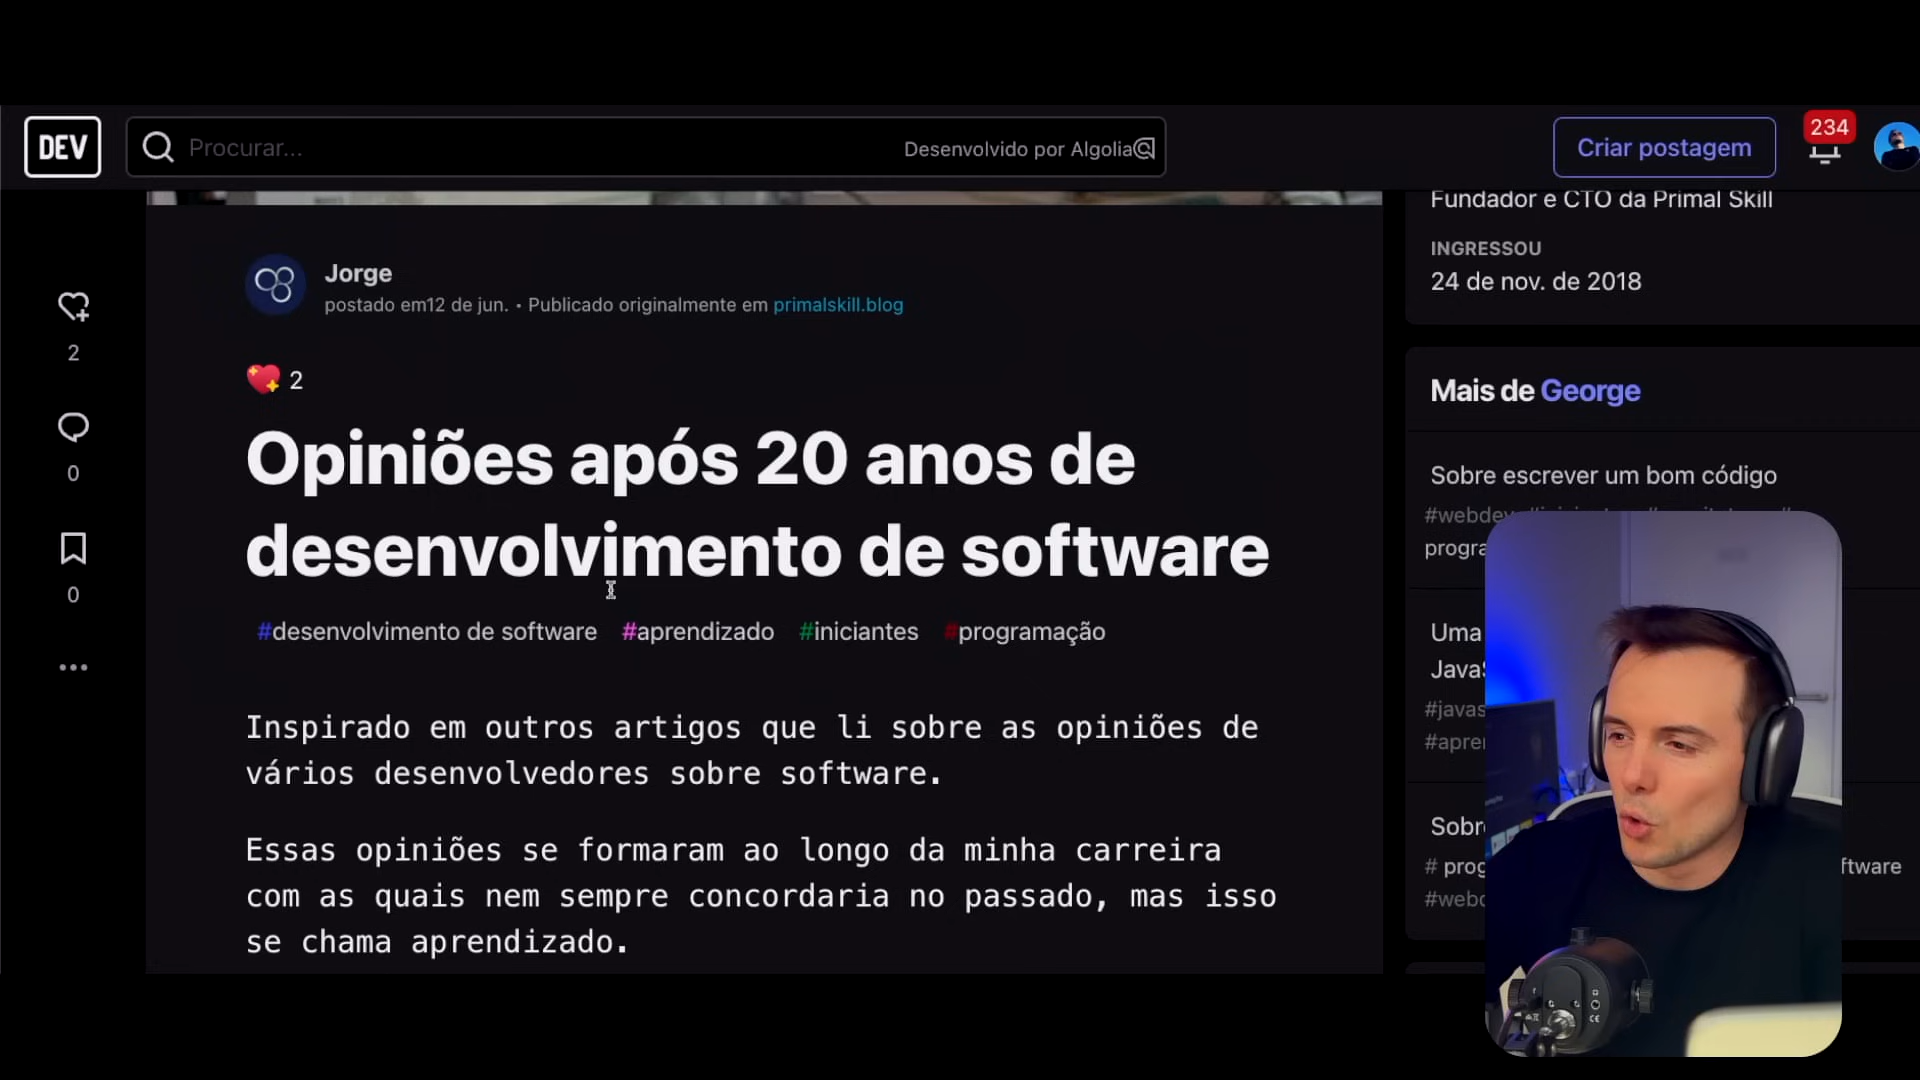 DEV
Procurar...
Desenvolvido por Algolia
Criar postagem
234
Fundador e CTO da Primal Skill
INGRESSOU
24 de nov. de 2018
2
0
0
Jorge
postado em12 de jun. • Publicado originalmente em primalskill.blog
2
Opiniões após 20 anos de
desenvolvimento de software
#desenvolvimento de software #aprendizado #iniciantes #programação
Inspirado em outros artigos que li sobre as opiniões de
vários desenvolvedores sobre software.
Essas opiniões se formaram ao longo da minha carreira
com as quais nem sempre concordaria no passado, mas isso
se chama aprendizado.
Mais de George
Sobre escrever um bom código
#webdev
progra
Uma
JavaS
#javas
#apre
Sobr
# prog
ftware
#webd